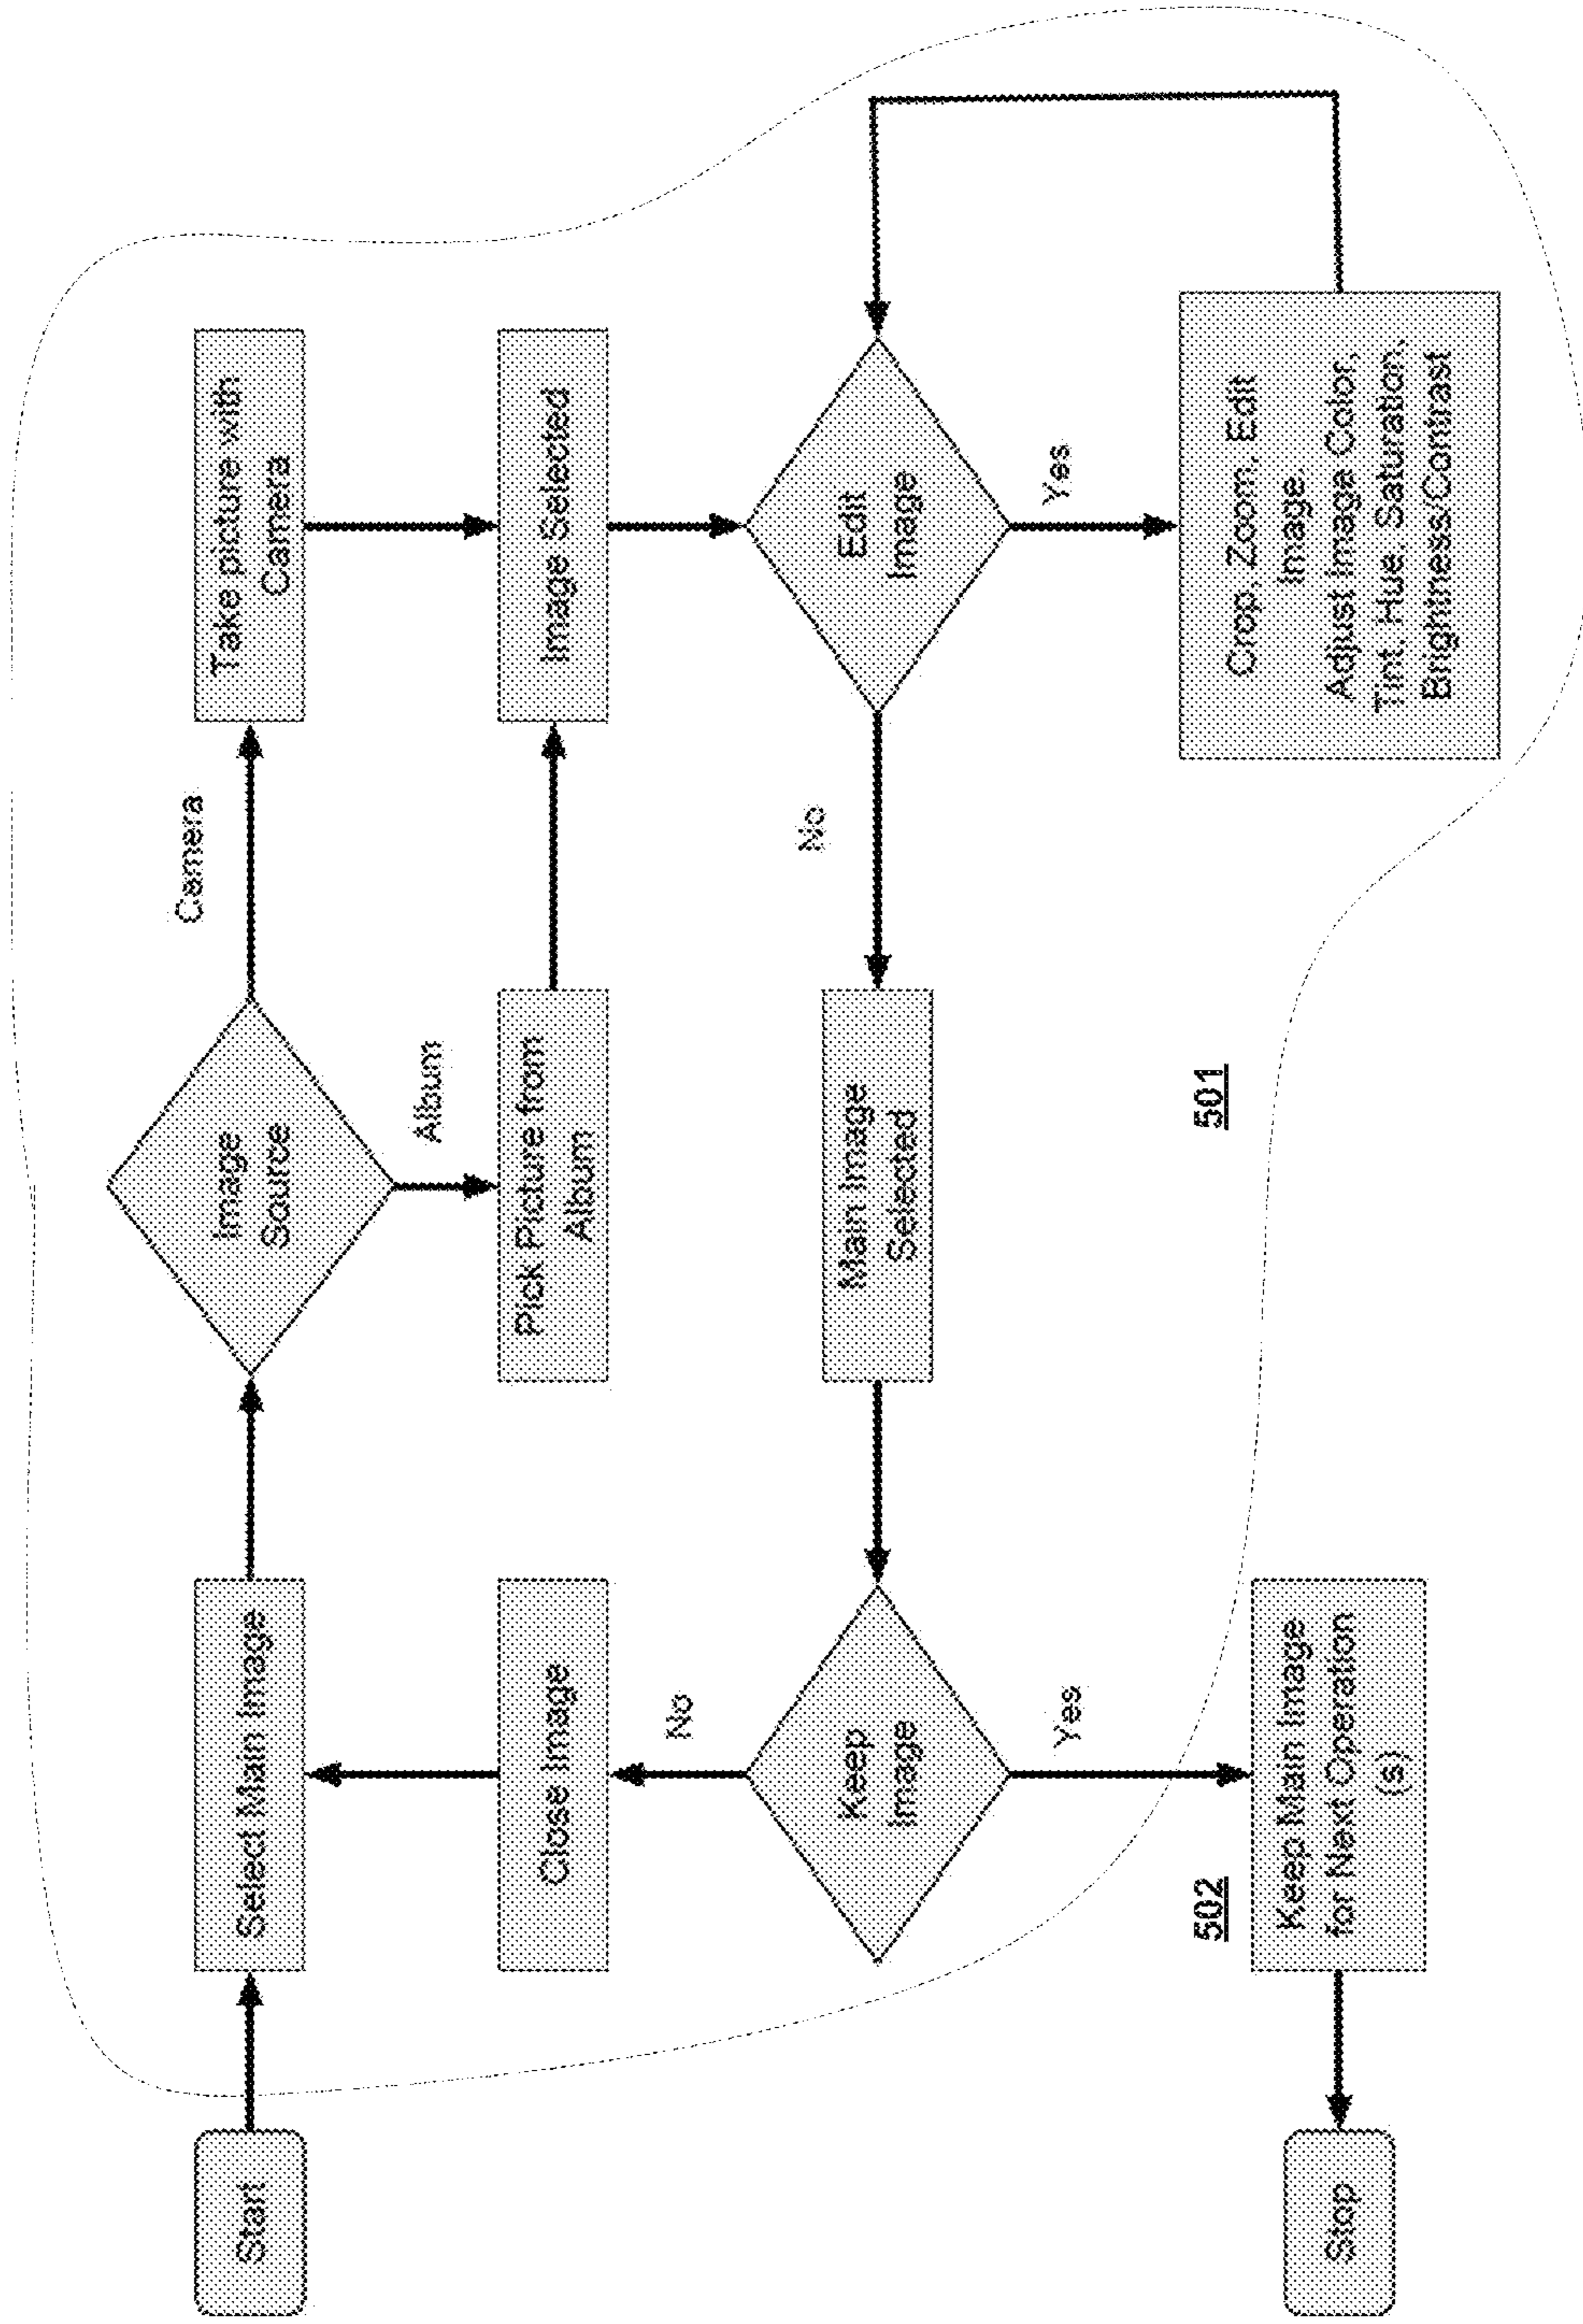 Start
Select Main Image
Image
Source
Camera
Take picture with
Camera
Album
Pick Picture from
Album
Image Selected
Close Image
No
Keep
Image
Yes
Main Image
Selected
No
Edit
Image
Yes
Crop, Zoom, Edit
Image,
Adjust Image Color,
Tint, Hue, Saturation,
Brightness/Contrast
501
502
Keep Main Image
for Next Operation
(s)
Stop